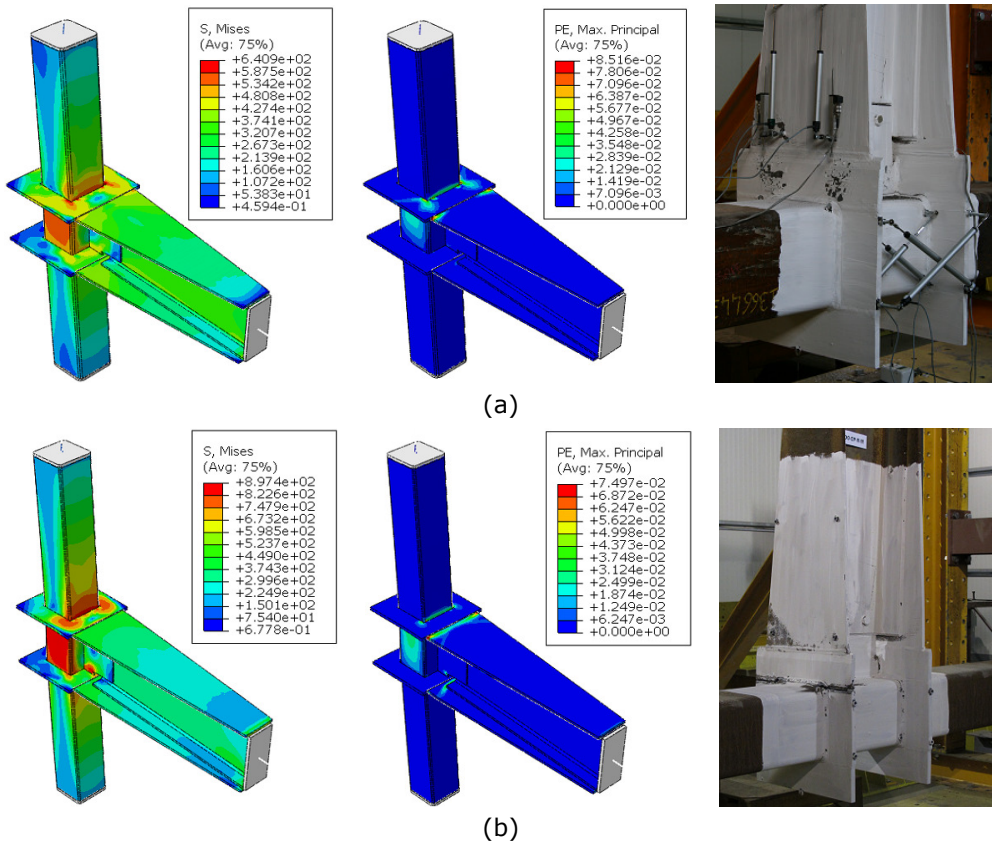 S, Mises
(Avg: 75%)
+6.409e+02
+5.875e+02
+5.342e+02
+4.808e+02
+4.274e+02
+3.741e+02
+3.207e+02
+2.673e+02
+2.139e+02
+1.606e+02
+1.072e+02
+5.383e+01
+4.594e-01
PE, Max. Principal
(Avg: 75%)
+8.516e-02
+7.806e-02
+7.096e-02
+6.387e-02
+5.677e-02
+4.967e-02
+4.258e-02
+3.548e-02
+2.839e-02
+2.129e-02
+1.419e-02
+7.096e-03
+0.000e+00
(a)
S, Mises
(Avg: 75%)
+8.974e+02
+8.226e+02
+7.479e+02
+6.732e+02
+5.985e+02
+5.237e+02
+4.490e+02
+3.743e+02
+2.996e+02
+2.249e+02
+1.501e+02
+7.540e+01
+6.778e-01
PE, Max. Principal
(Avg: 75%)
+7.497e-02
+6.872e-02
+6.247e-02
+5.622e-02
+4.998e-02
+4.373e-02
+3.748e-02
+3.124e-02
+2.499e-02
+1.874e-02
+1.249e-02
+6.247e-03
+0.000e+00
(b)